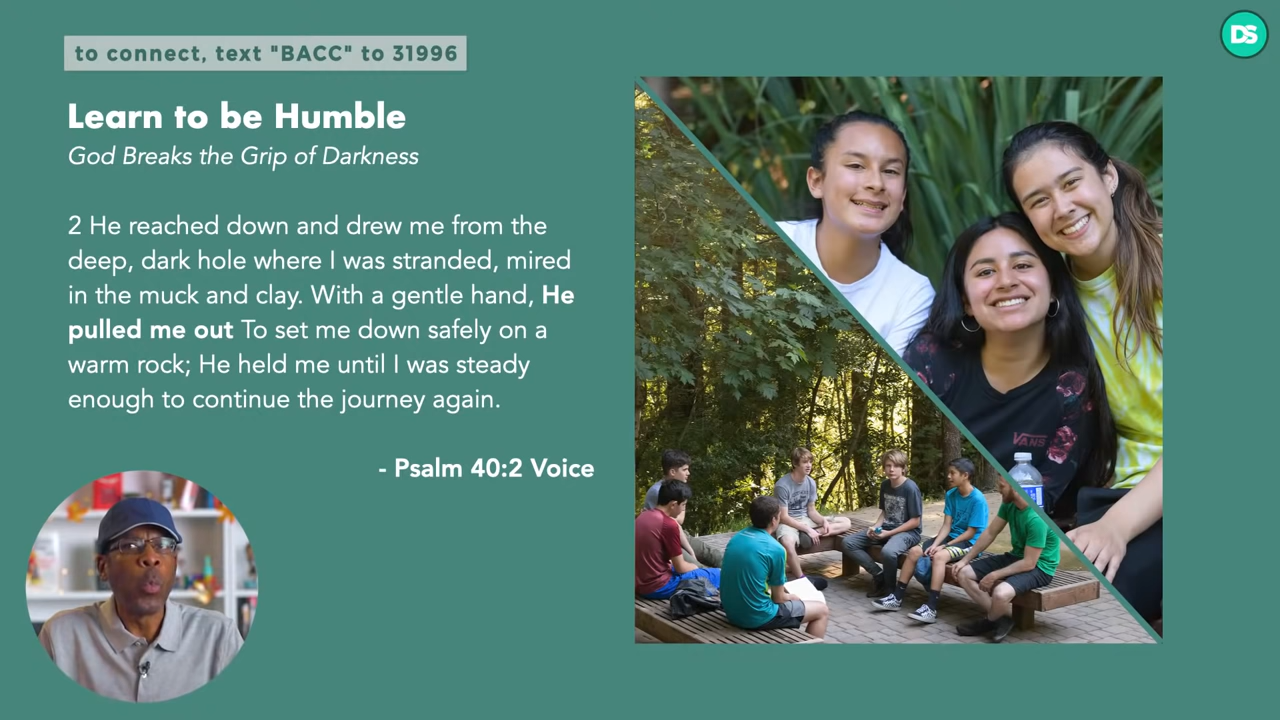 to connect, text "BACC" to 31996
DS
Learn to be Humble
God Breaks the Grip of Darkness
2 He reached down and drew me from the
deep, dark hole where I was stranded, mired
in the muck and clay. With a gentle hand, He
pulled me out To set me down safely on a
warm rock; He held me until I was steady
enough to continue the journey again.
- Psalm 40:2 Voice
VANS